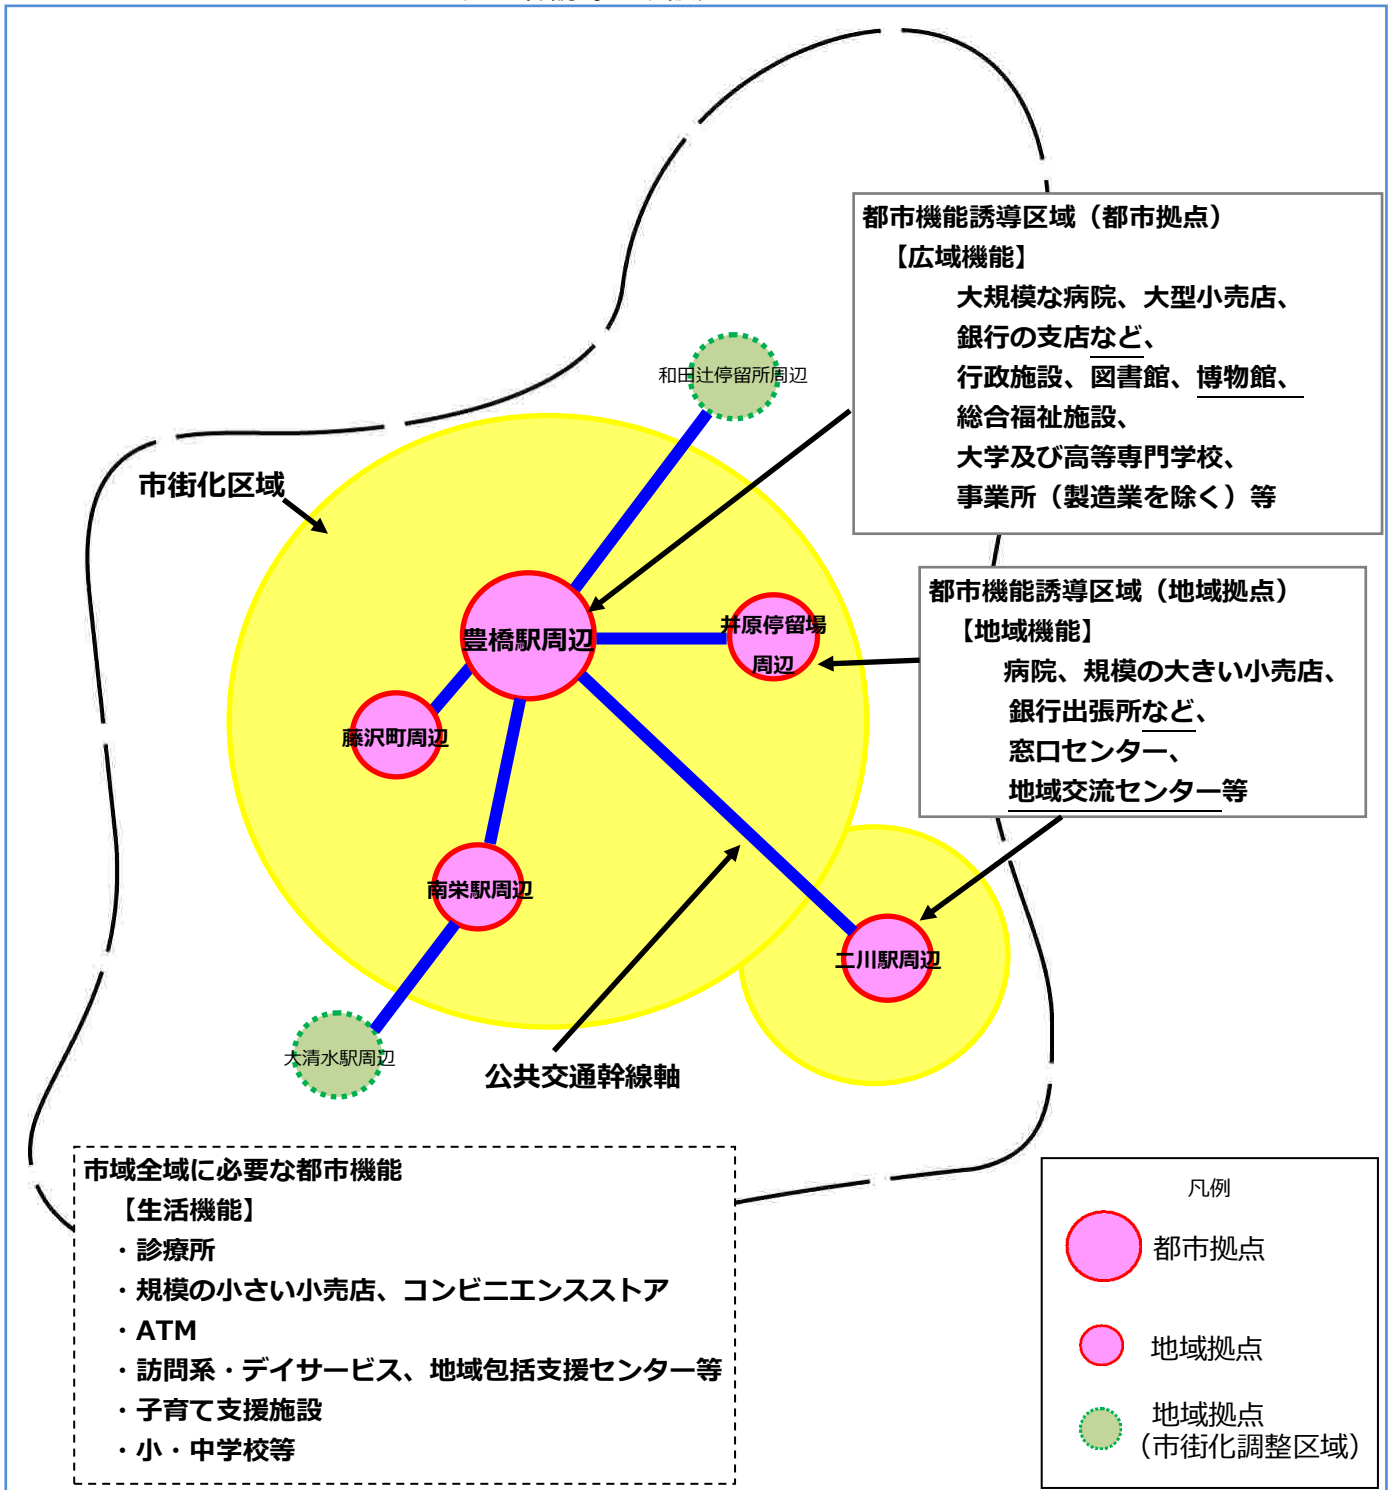 都市機能誘導区域（都市拠点）
【広域機能】
大規模な病院、大型小売店、
銀行の支店など、
行政施設、図書館、博物館、
総合福祉施設、
大学及び高等専門学校、
事業所（製造業を除く）等
和田辻停留所周辺
市街化区域
都市機能誘導区域（地域拠点）
【地域機能】
病院、規模の大きい小売店、
銀行出張所など、
窓口センター、
地域交流センター等
豊橋駅周辺
井原停留場
周辺
藤沢町周辺
南栄駅周辺
二川駅周辺
大清水駅周辺
公共交通幹線軸
市域全域に必要な都市機能
【生活機能】
・診療所
・規模の小さい小売店、コンビニエンスストア
・ATM
・訪問系・デイサービス、地域包括支援センター等
・子育て支援施設
・小・中学校等
凡例
都市拠点
地域拠点
地域拠点
（市街化調整区域）